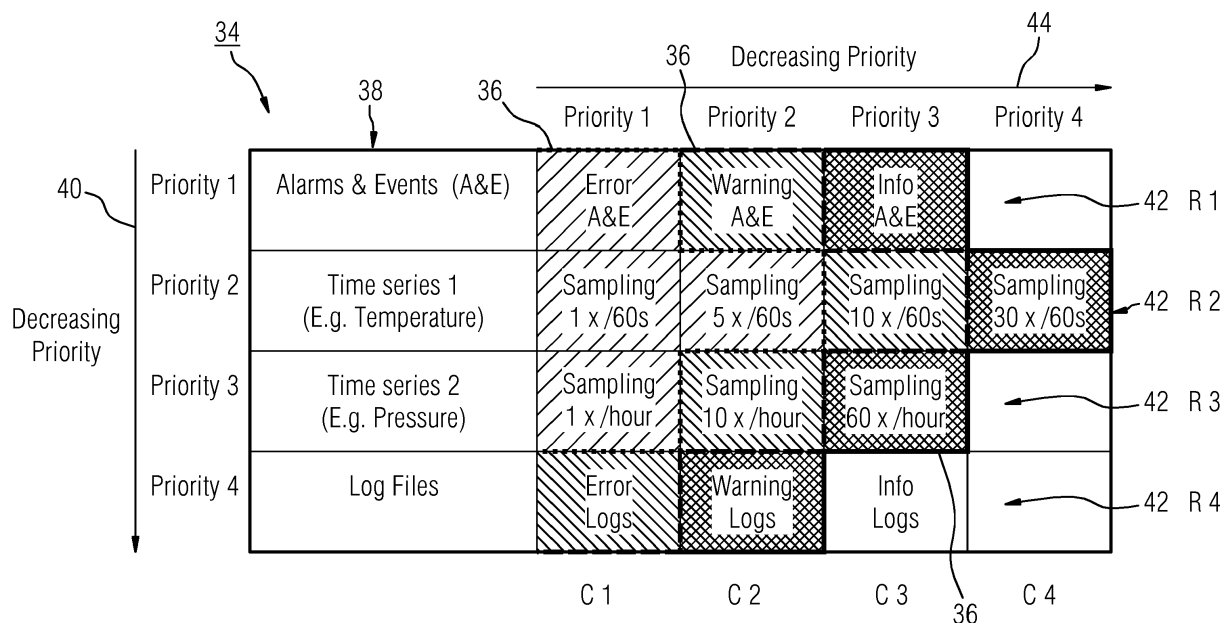 34
36
36
44
Decreasing Priority
38
Priority 1 Priority 2 Priority 3 Priority 4
40
Priority 1 Alarms & Events (A&E) Error A&E Warning A&E Info A&E 42 R 1
Priority 2 Time series 1 (E.g. Temperature) Sampling 1 x /60s Sampling 5 x /60s Sampling 10 x /60s Sampling 30 x /60s 42 R 2
Decreasing
Priority
Priority 3 Time series 2 (E.g. Pressure) Sampling 1 x /hour Sampling 10 x /hour Sampling 60 x /hour 42 R 3
Priority 4 Log Files Error Logs Warning Logs Info Logs 42 R 4
C 1 C 2 C 3 C 4
36